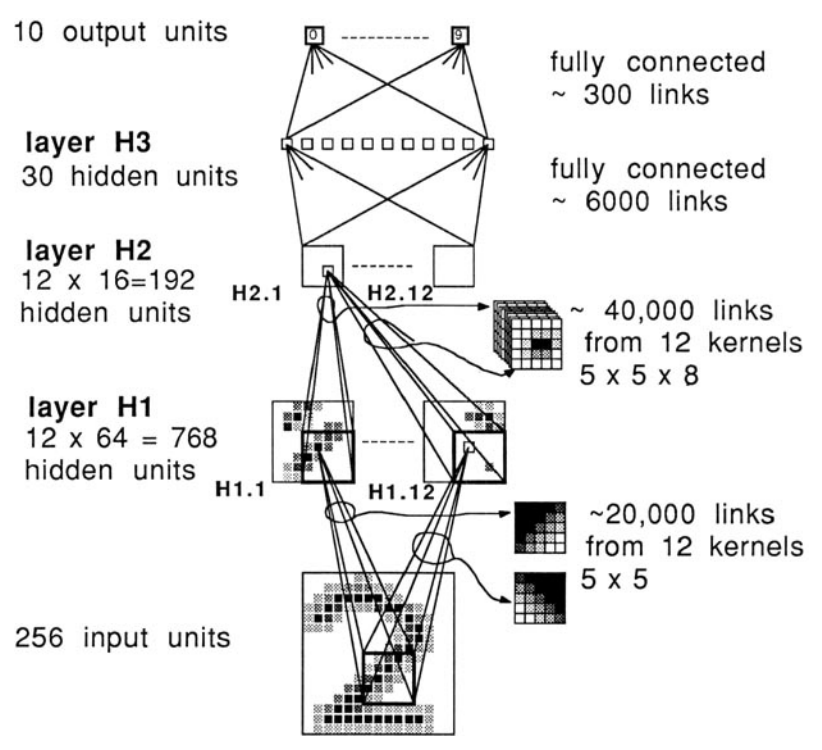 10 output units
0
9
fully connected
~ 300 links
layer H3
30 hidden units
fully connected
~ 6000 links
layer H2
12 x 16=192
hidden units
H2.1
H2.12
~ 40,000 links
from 12 kernels
5 x 5 x 8
layer H1
12 x 64 = 768
hidden units
H1.1
H1.12
~20,000 links
from 12 kernels
5 x 5
256 input units